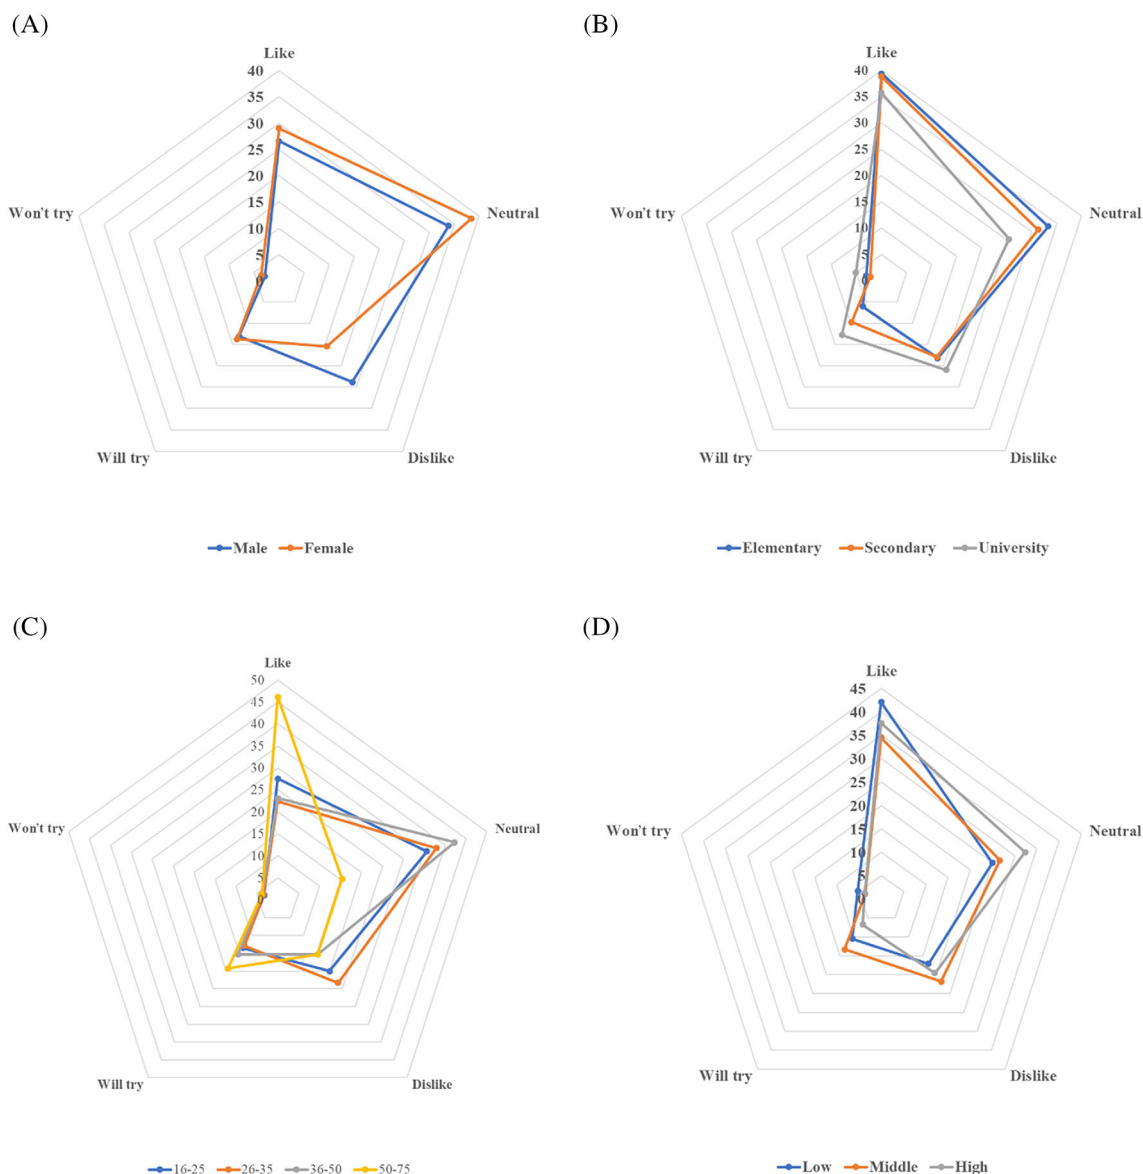 (A)
Like
40
35
30
25
20
15
10
5
0
Neutral
Dislike
Will try
Won't try
Male Female
(B)
Like
40
35
30
25
20
15
10
5
0
Neutral
Dislike
Will try
Won't try
Elementary Secondary University
(C)
Like
50
45
40
35
30
25
20
15
10
5
0
Neutral
Dislike
Will try
Won't try
16-25 26-35 36-50 50-75
(D)
Like
45
40
35
30
25
20
15
10
5
0
Neutral
Dislike
Will try
Won't try
Low Middle High